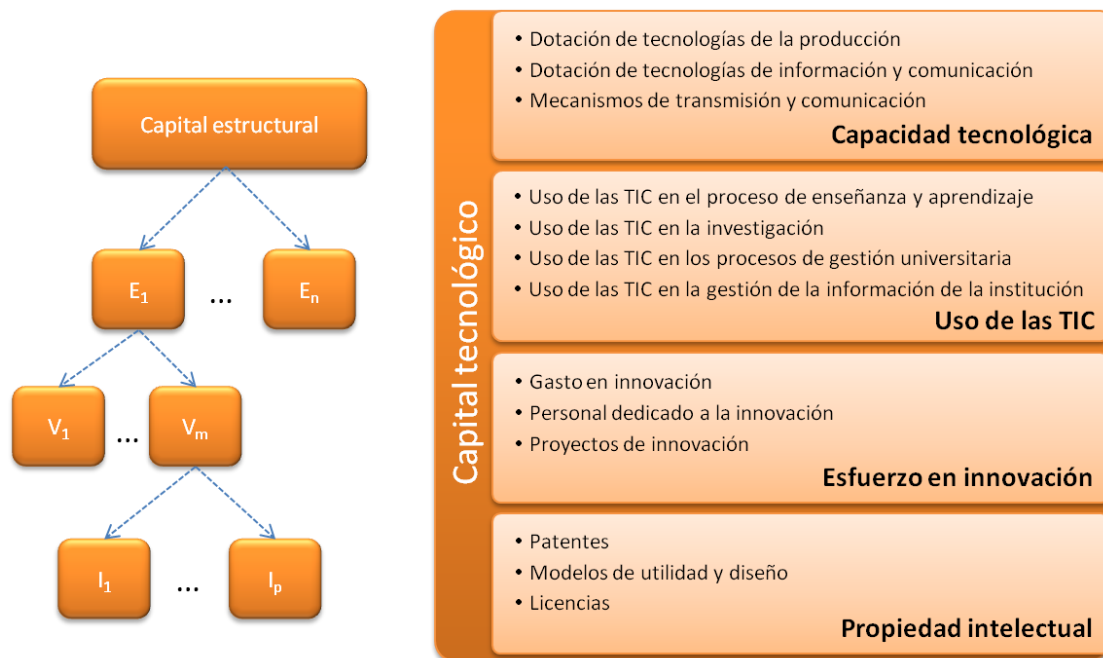 Capital estructural
E1
...
En
V1
...
Vm
I1
...
Ip
Capital tecnológico
• Dotación de tecnologías de la producción
• Dotación de tecnologías de información y comunicación
• Mecanismos de transmisión y comunicación
Capacidad tecnológica
• Uso de las TIC en el proceso de enseñanza y aprendizaje
• Uso de las TIC en la investigación
• Uso de las TIC en los procesos de gestión universitaria
• Uso de las TIC en la gestión de la información de la institución
Uso de las TIC
• Gasto en innovación
• Personal dedicado a la innovación
• Proyectos de innovación
Esfuerzo en innovación
• Patentes
• Modelos de utilidad y diseño
• Licencias
Propiedad intelectual